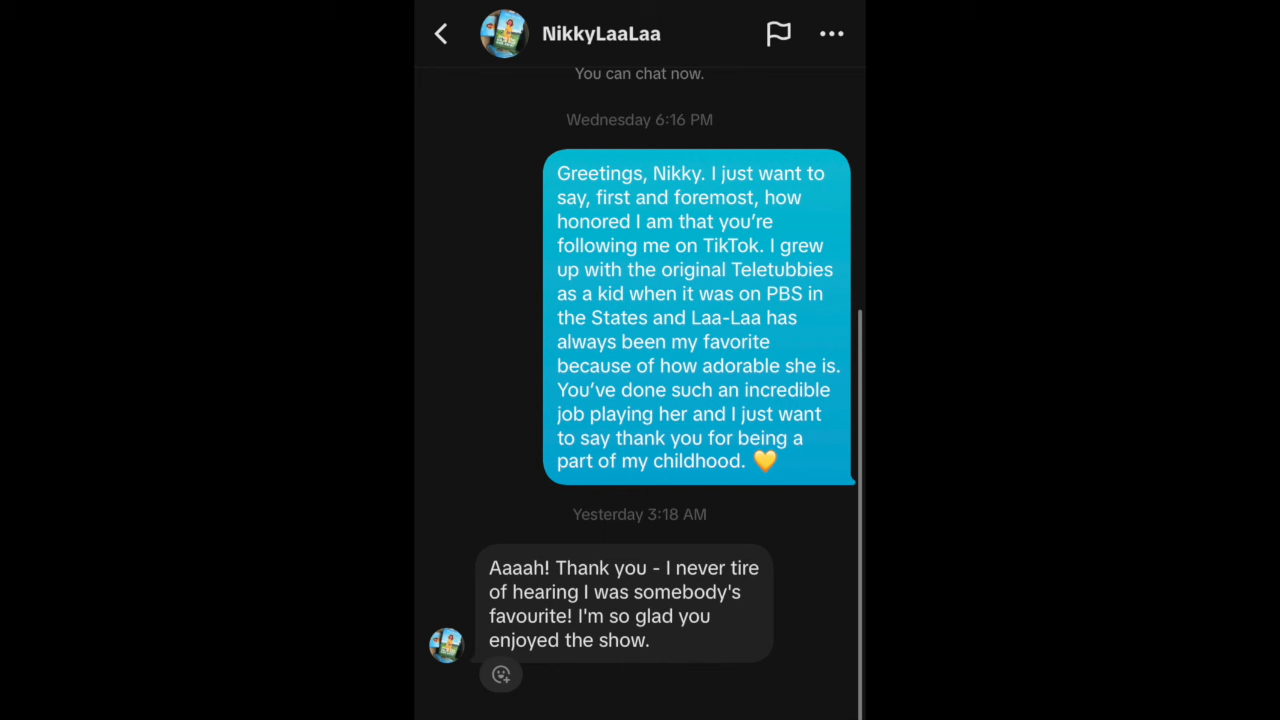 NikkyLaaLaa
You can chat now.
Wednesday 6:16 PM
Greetings, Nikky. I just want to
say, first and foremost, how
honored I am that you’re
following me on TikTok. I grew
up with the original Teletubbies
as a kid when it was on PBS in
the States and Laa-Laa has
always been my favorite
because of how adorable she is.
You’ve done such an incredible
job playing her and I just want
to say thank you for being a
part of my childhood. 💛
Yesterday 3:18 AM
Aaaah! Thank you - I never tire
of hearing I was somebody's
favourite! I'm so glad you
enjoyed the show.